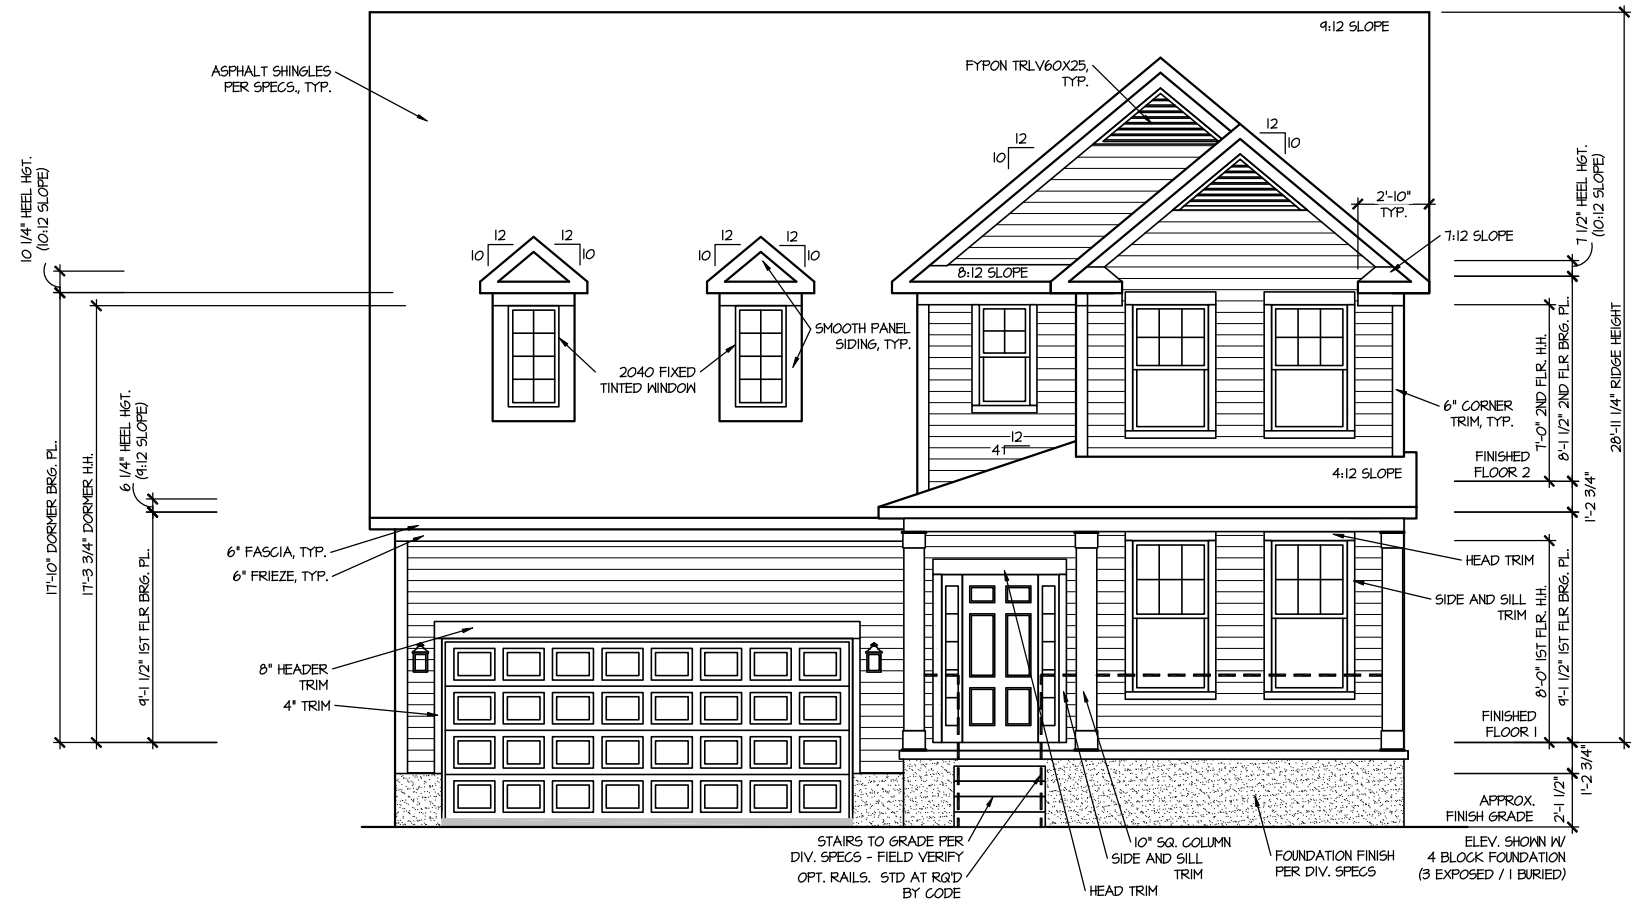 9:12 SLOPE
ASPHALT SHINGLES
PER SPECS., TYP.
FYPON TRLV60X25,
TYP.
12
10
12
10
10 1/4" HEEL HGT.
(10:12 SLOPE)
7 1/2" HEEL HGT.
(10:12 SLOPE)
2'-10"
TYP.
7:12 SLOPE
12
10
12
10
12
10
12
10
8:12 SLOPE
SMOOTH PANEL
SIDING, TYP.
2040 FIXED
TINTED WINDOW
6" CORNER
TRIM, TYP.
12
4
4:12 SLOPE
FINISHED
FLOOR 2
17'-10" DORMER BRG. PL.
17'-3 3/4" DORMER H.H.
6 1/4" HEEL HGT.
(9:12 SLOPE)
9'-1 1/2" 1ST FLR BRG. PL.
7'-0" 2ND FLR. H.H.
8'-1 1/2" 2ND FLR BRG. PL.
28'-11 1/4" RIDGE HEIGHT
1'-2 3/4"
6" FASCIA, TYP.
6" FRIEZE, TYP.
HEAD TRIM
SIDE AND SILL
TRIM
8'-0" 1ST FLR. H.H.
9'-1 1/2" 1ST FLR BRG. PL.
8" HEADER
TRIM
4" TRIM
FINISHED
FLOOR 1
1'-2 3/4"
2'-1 1/2"
APPROX.
FINISH GRADE
STAIRS TO GRADE PER
DIV. SPECS - FIELD VERIFY
OPT. RAILS. STD AT RQ'D
BY CODE
10" SQ. COLUMN
SIDE AND SILL
TRIM
HEAD TRIM
FOUNDATION FINISH
PER DIV. SPECS
ELEV. SHOWN W/
4 BLOCK FOUNDATION
(3 EXPOSED / 1 BURIED)